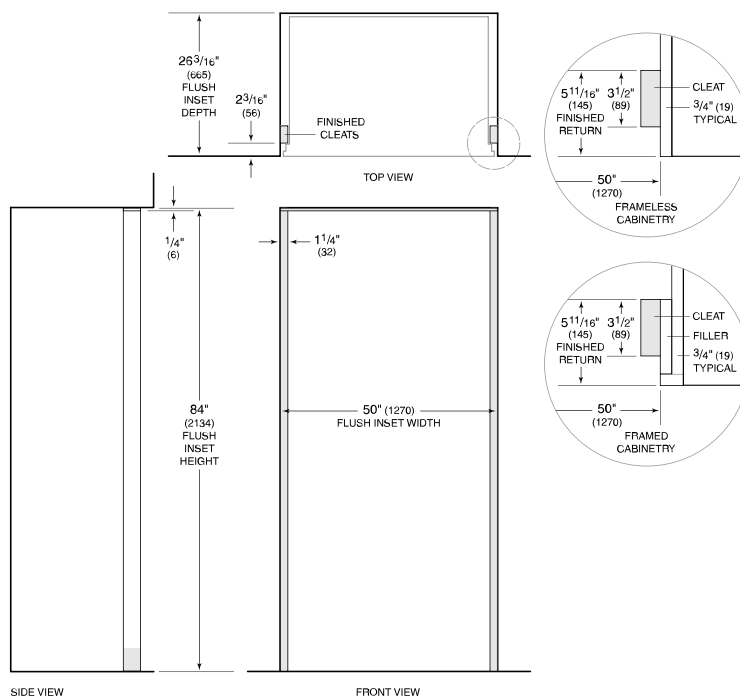 26 3/16"
(665)
FLUSH
INSET
DEPTH
2 3/16"
(56)
FINISHED
CLEATS
TOP VIEW
5 11/16"
(145)
FINISHED
RETURN
3 1/2"
(89)
CLEAT
3/4" (19)
TYPICAL
50"
(1270)
FRAMELESS
CABINETRY
1/4"
(6)
1 1/4"
(32)
5 11/16"
(145)
FINISHED
RETURN
3 1/2"
(89)
CLEAT
FILLER
3/4" (19)
TYPICAL
50"
(1270)
FRAMED
CABINETRY
84"
(2134)
FLUSH
INSET
HEIGHT
50" (1270)
FLUSH INSET WIDTH
SIDE VIEW
FRONT VIEW